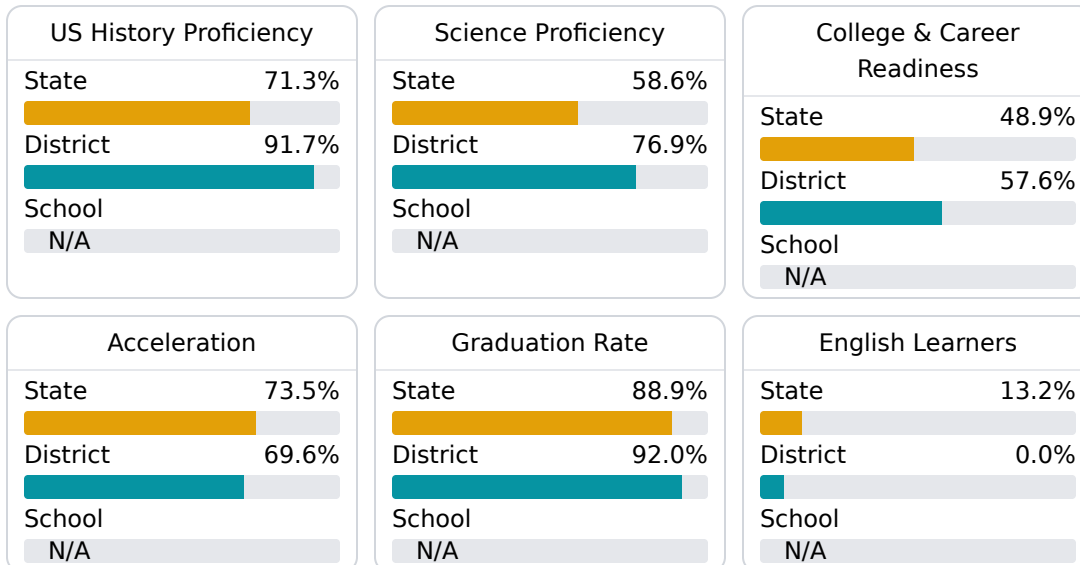 US History Proficiency
State 71.3%
District 91.7%
School
N/A
Science Proficiency
State 58.6%
District 76.9%
School
N/A
College & Career
Readiness
State 48.9%
District 57.6%
School
N/A
Acceleration
State 73.5%
District 69.6%
School
N/A
Graduation Rate
State 88.9%
District 92.0%
School
N/A
English Learners
State 13.2%
District 0.0%
School
N/A